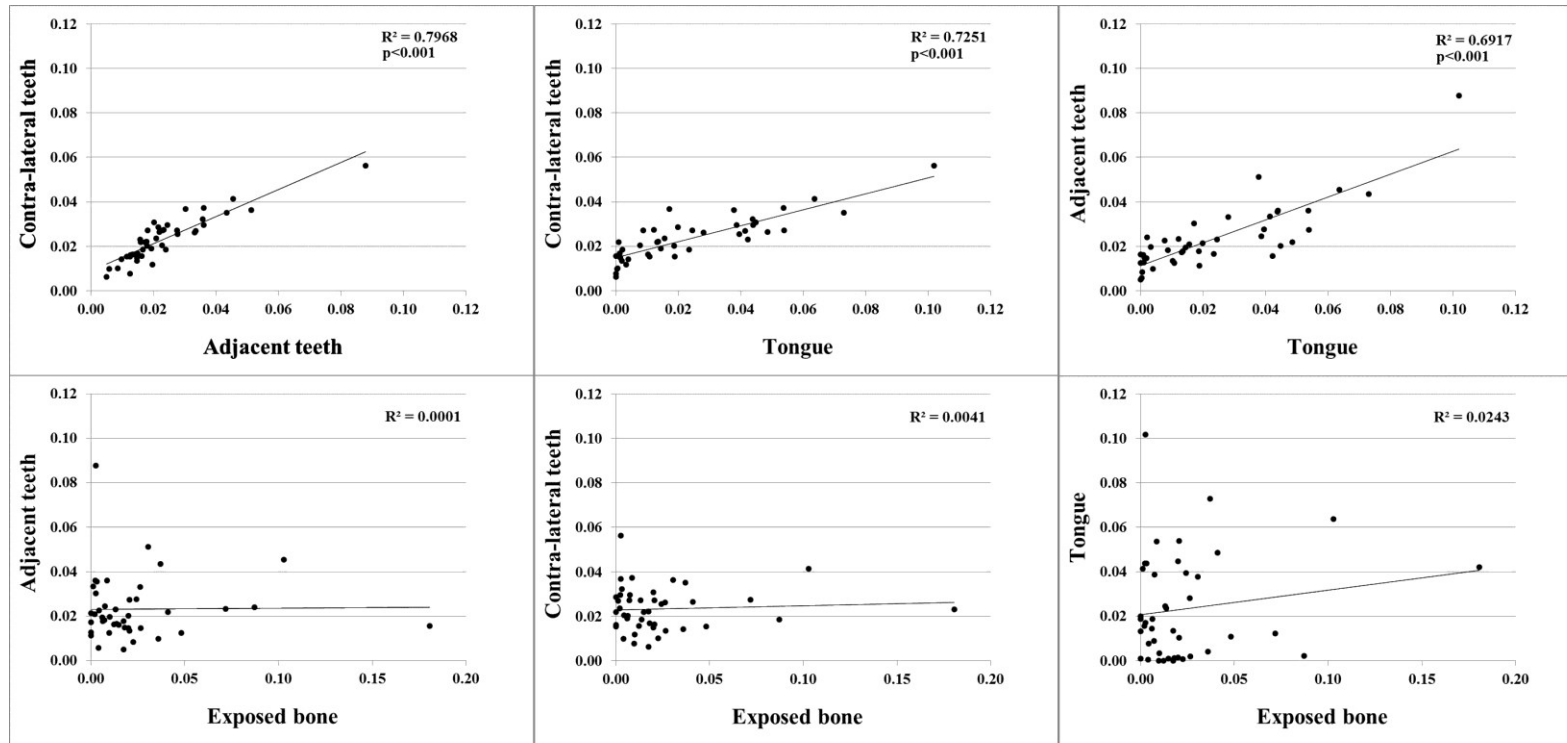 0.12
R² = 0.7968
p<0.001
0.10
0.08
0.06
0.04
0.02
0.00
Contra-lateral teeth
0.00 0.02 0.04 0.06 0.08 0.10 0.12
Adjacent teeth
0.12
R² = 0.7251
p<0.001
0.10
0.08
0.06
0.04
0.02
0.00
Contra-lateral teeth
0.00 0.02 0.04 0.06 0.08 0.10 0.12
Tongue
0.12
R² = 0.6917
p<0.001
0.10
0.08
0.06
0.04
0.02
0.00
Adjacent teeth
0.00 0.02 0.04 0.06 0.08 0.10 0.12
Tongue
0.12
R² = 0.0001
0.10
0.08
0.06
0.04
0.02
0.00
Adjacent teeth
0.00 0.05 0.10 0.15 0.20
Exposed bone
0.12
R² = 0.0041
0.10
0.08
0.06
0.04
0.02
0.00
Contra-lateral teeth
0.00 0.05 0.10 0.15 0.20
Exposed bone
0.12
R² = 0.0243
0.10
0.08
0.06
0.04
0.02
0.00
Tongue
0.00 0.05 0.10 0.15 0.20
Exposed bone